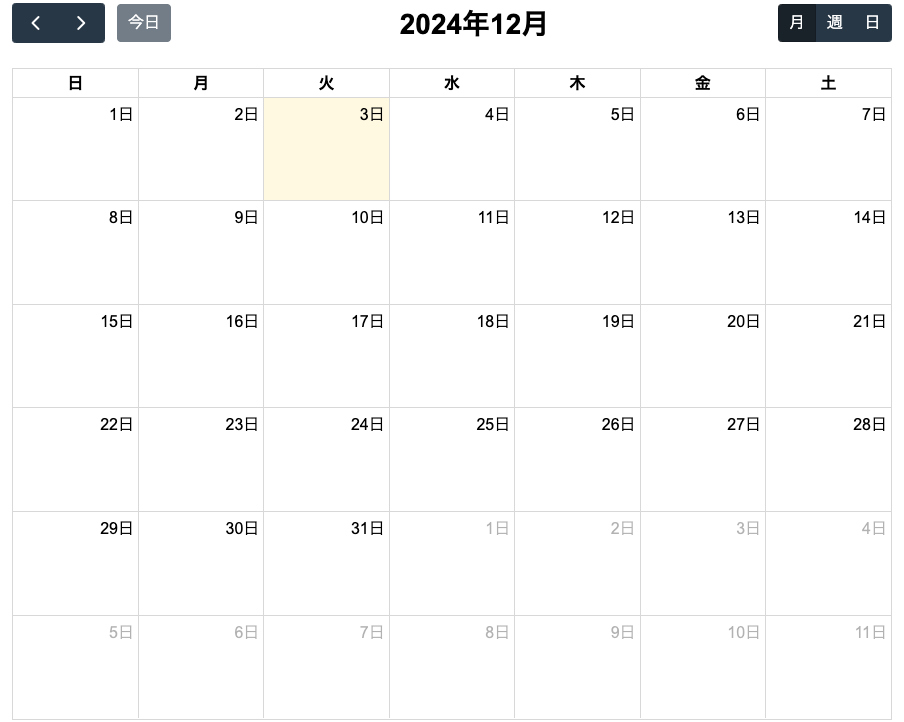 今日 2024年12月 月 週 日
日 月 火 水 木 金 土
1日 2日 3日 4日 5日 6日 7日
8日 9日 10日 11日 12日 13日 14日
15日 16日 17日 18日 19日 20日 21日
22日 23日 24日 25日 26日 27日 28日
29日 30日 31日 1日 2日 3日 4日
5日 6日 7日 8日 9日 10日 11日